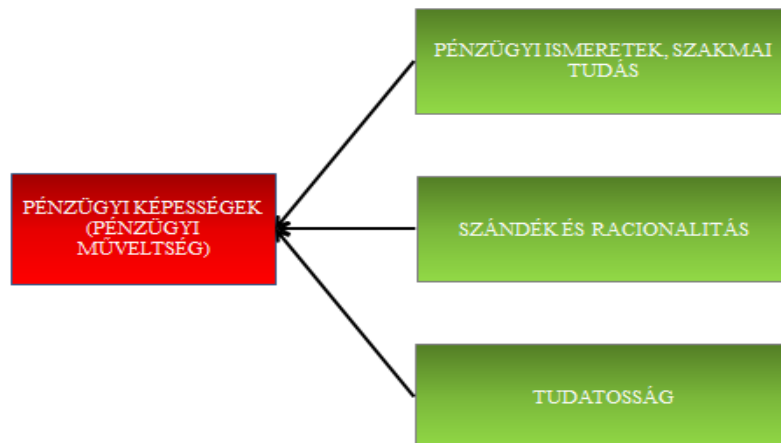 PÉNZÜGYI ISMERETEK, SZAKMAI
TUDÁS
PÉNZÜGYI KÉPESSÉGEK
(PÉNZÜGYI
MŰVELTSÉG)
SZÁNDÉK ÉS RACIONALITÁS
TUDATOSSÁG